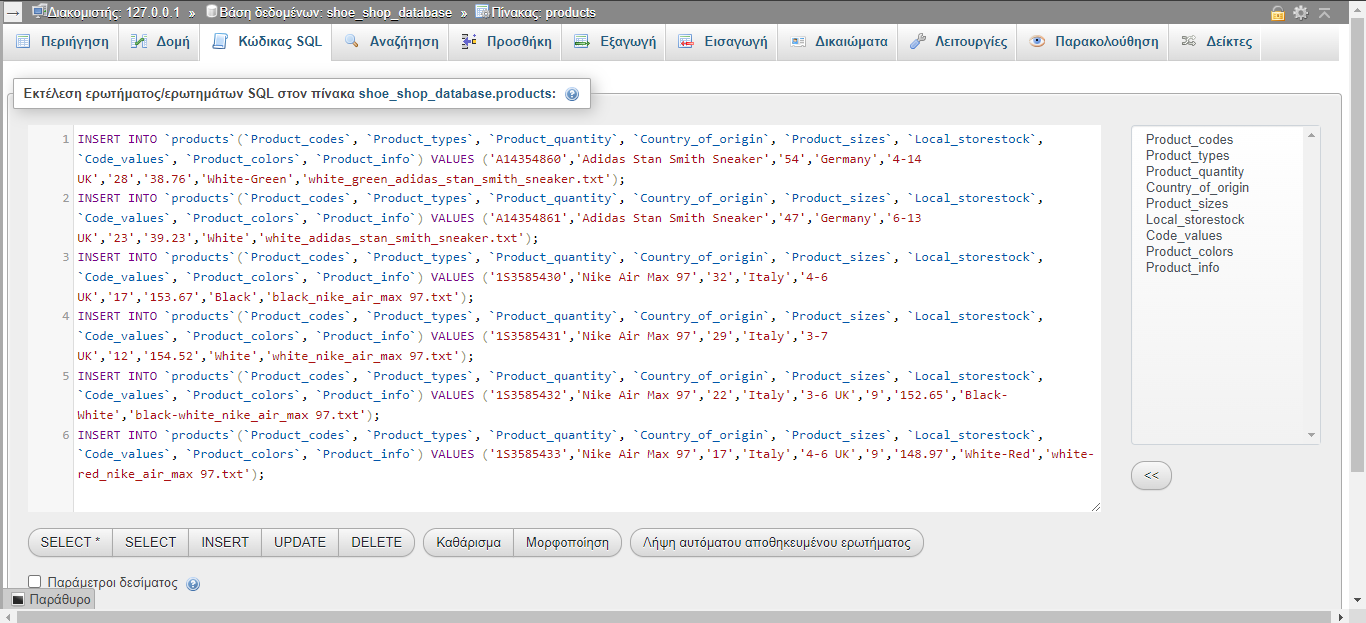 Διακομιστής: 127.0.0.1 » Βάση δεδομένων: shoe_shop_database » Πίνακας: products
Περιήγηση Δομή Κώδικας SQL Αναζήτηση Προσθήκη Εξαγωγή Εισαγωγή Δικαιώματα Λειτουργίες Παρακολούθηση Δείκτες
Εκτέλεση ερωτήματος/ερωτημάτων SQL στον πίνακα shoe_shop_database.products:
1 INSERT INTO `products`(`Product_codes`, `Product_types`, `Product_quantity`, `Country_of_origin`, `Product_sizes`, `Local_storestock`,
`Code_values`, `Product_colors`, `Product_info`) VALUES ('A14354860','Adidas Stan Smith Sneaker','54','Germany','4-14
UK','28','38.76','White-Green','white_green_adidas_stan_smith_sneaker.txt');
2 INSERT INTO `products`(`Product_codes`, `Product_types`, `Product_quantity`, `Country_of_origin`, `Product_sizes`, `Local_storestock`,
`Code_values`, `Product_colors`, `Product_info`) VALUES ('A14354861','Adidas Stan Smith Sneaker','47','Germany','6-13
UK','23','39.23','White','white_adidas_stan_smith_sneaker.txt');
3 INSERT INTO `products`(`Product_codes`, `Product_types`, `Product_quantity`, `Country_of_origin`, `Product_sizes`, `Local_storestock`,
`Code_values`, `Product_colors`, `Product_info`) VALUES ('1S3585430','Nike Air Max 97','32','Italy','4-6
UK','17','153.67','Black','black_nike_air_max 97.txt');
4 INSERT INTO `products`(`Product_codes`, `Product_types`, `Product_quantity`, `Country_of_origin`, `Product_sizes`, `Local_storestock`,
`Code_values`, `Product_colors`, `Product_info`) VALUES ('1S3585431','Nike Air Max 97','29','Italy','3-7
UK','12','154.52','White','white_nike_air_max 97.txt');
5 INSERT INTO `products`(`Product_codes`, `Product_types`, `Product_quantity`, `Country_of_origin`, `Product_sizes`, `Local_storestock`,
`Code_values`, `Product_colors`, `Product_info`) VALUES ('1S3585432','Nike Air Max 97','22','Italy','3-6 UK','9','152.65','Black-
White','black-white_nike_air_max 97.txt');
6 INSERT INTO `products`(`Product_codes`, `Product_types`, `Product_quantity`, `Country_of_origin`, `Product_sizes`, `Local_storestock`,
`Code_values`, `Product_colors`, `Product_info`) VALUES ('1S3585433','Nike Air Max 97','17','Italy','4-6 UK','9','148.97','White-Red','white-
red_nike_air_max 97.txt');
Product_codes
Product_types
Product_quantity
Country_of_origin
Product_sizes
Local_storestock
Code_values
Product_colors
Product_info
<<
SELECT * SELECT INSERT UPDATE DELETE Καθάρισμα Μορφοποίηση Λήψη αυτόματου αποθηκευμένου ερωτήματος
Παράμετροι δεσίματος
Παράθυρο